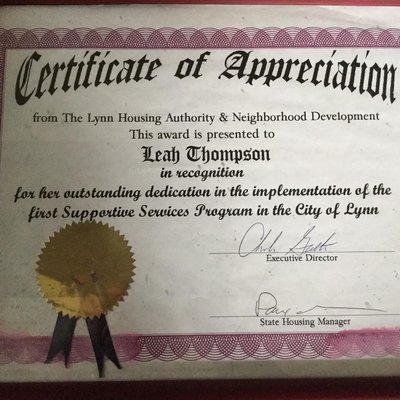 Certificate of Appreciation
from The Lynn Housing Authority & Neighborhood Development
This award is presented to
Leah Thompson
in recognition
for her outstanding dedication in the implementation of the
first Supportive Services Program in the City of Lynn
Executive Director
State Housing Manager